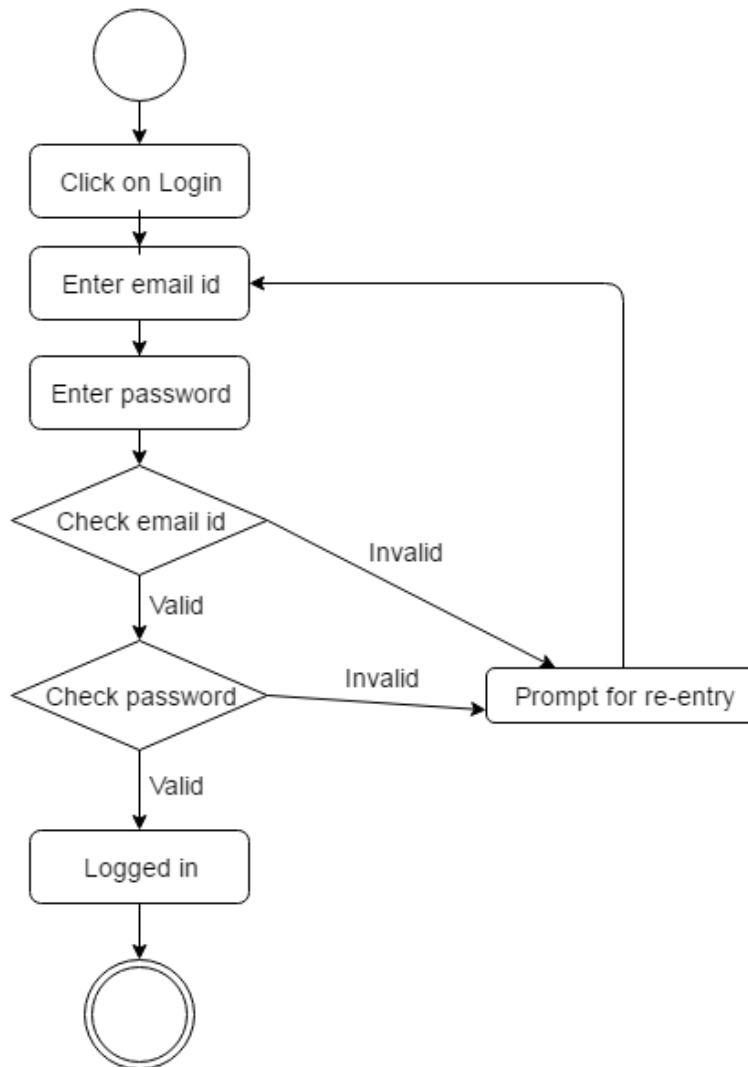 Click on Login
Enter email id
Enter password
Check email id
Invalid
Valid
Check password
Invalid
Prompt for re-entry
Valid
Logged in